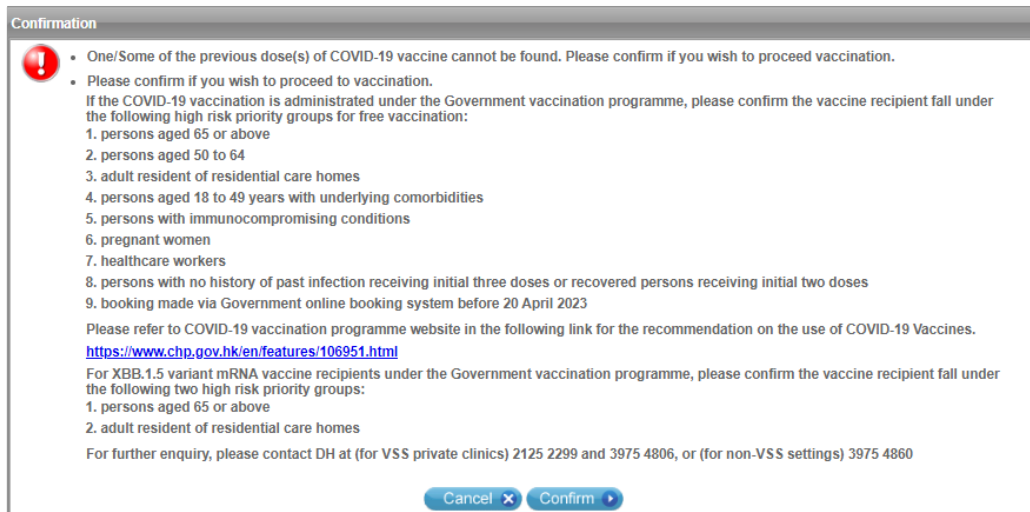 Confirmation
• One/Some of the previous dose(s) of COVID-19 vaccine cannot be found. Please confirm if you wish to proceed vaccination.
• Please confirm if you wish to proceed to vaccination.
If the COVID-19 vaccination is administrated under the Government vaccination programme, please confirm the vaccine recipient fall under
the following high risk priority groups for free vaccination:
1. persons aged 65 or above
2. persons aged 50 to 64
3. adult resident of residential care homes
4. persons aged 18 to 49 years with underlying comorbidities
5. persons with immunocompromising conditions
6. pregnant women
7. healthcare workers
8. persons with no history of past infection receiving initial three doses or recovered persons receiving initial two doses
9. booking made via Government online booking system before 20 April 2023
Please refer to COVID-19 vaccination programme website in the following link for the recommendation on the use of COVID-19 Vaccines.
https://www.chp.gov.hk/en/features/106951.html
For XBB.1.5 variant mRNA vaccine recipients under the Government vaccination programme, please confirm the vaccine recipient fall under
the following two high risk priority groups:
1. persons aged 65 or above
2. adult resident of residential care homes
For further enquiry, please contact DH at (for VSS private clinics) 2125 2299 and 3975 4806, or (for non-VSS settings) 3975 4860
Cancel Confirm